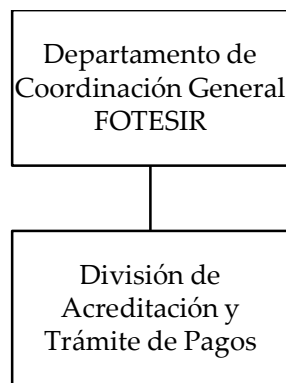 Departamento de
Coordinación General
FOTESIR
División de
Acreditación y
Trámite de Pagos